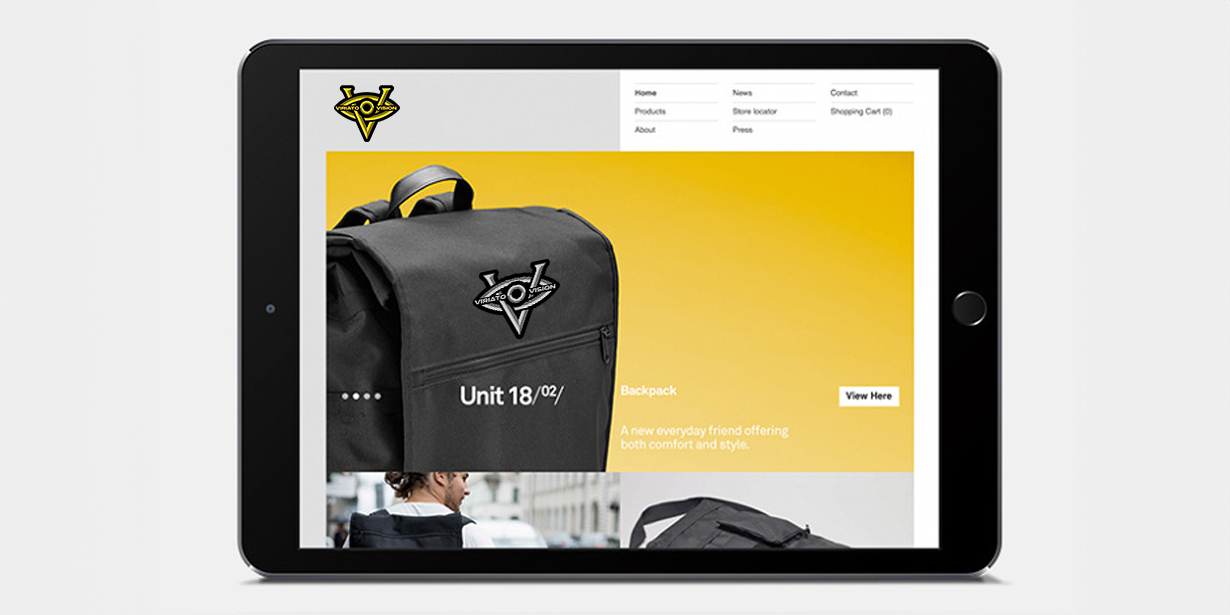 VIRIATO VISION
Home
News
Contact
Products
Store locator
Shopping Cart (0)
About
Press
VIRIATO VISION
Unit 18/02/
Backpack
View Here
A new everyday friend offering
both comfort and style.